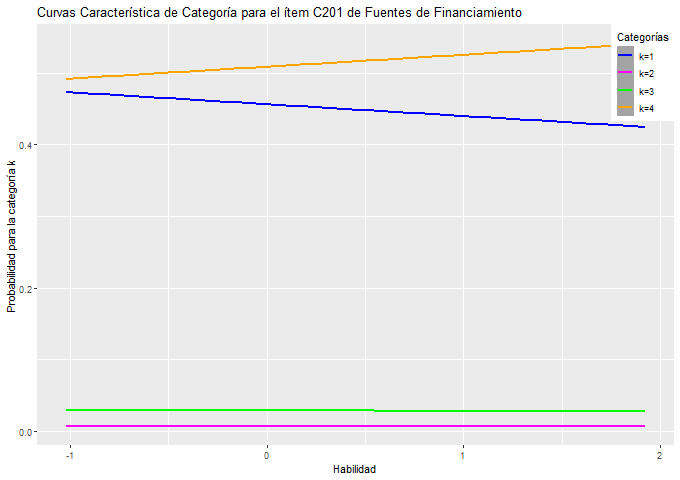 Curvas Característica de Categoría para el ítem C201 de Fuentes de Financiamiento
Categorías
k=1
k=2
k=3
k=4
Probabilidad para la categoría k
0.4
0.2
0.0
-1
0
1
2
Habilidad